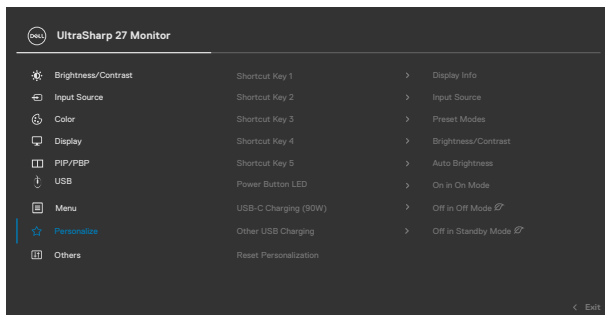 DELL UltraSharp 27 Monitor
Brightness/Contrast Shortcut Key 1 > Display Info
Input Source Shortcut Key 2 > Input Source
Color Shortcut Key 3 > Preset Modes
Display Shortcut Key 4 > Brightness/Contrast
PIP/PBP Shortcut Key 5 > Auto Brightness
USB Power Button LED > On in On Mode
Menu USB-C Charging (90W) > Off in Off Mode
Personalize Other USB Charging > Off in Standby Mode
Others Reset Personalization
< Exit